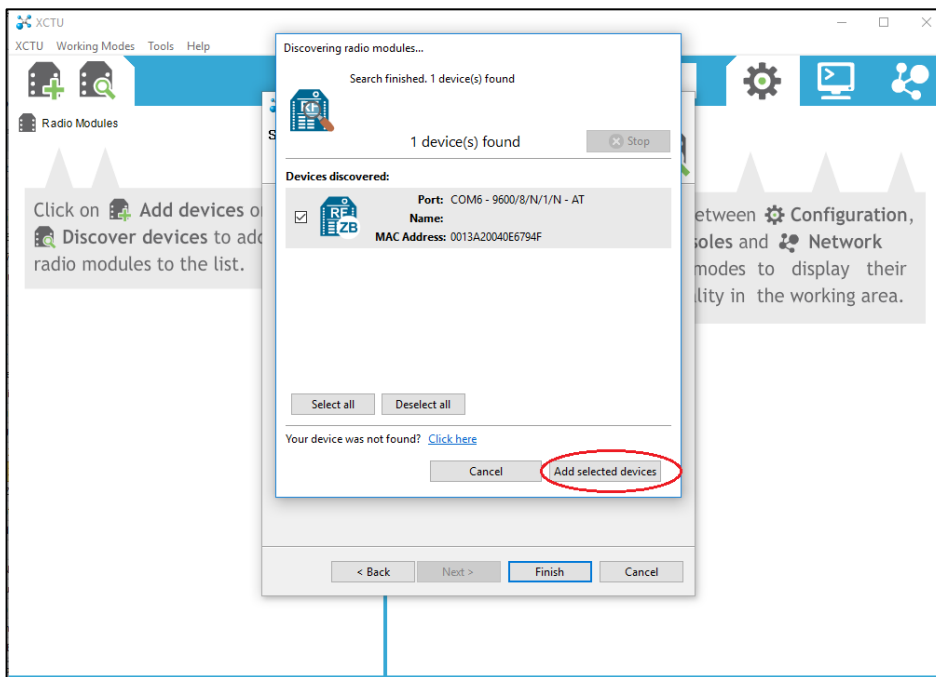 XCTU
XCTU Working Modes Tools Help
Radio Modules
Click on Add devices o
Discover devices to add
radio modules to the list.
Discovering radio modules...
Search finished. 1 device(s) found
1 device(s) found
Stop
Devices discovered:
Port: COM6 - 9600/8/N/1/N - AT
Name:
MAC Address: 0013A20040E6794F
RF
ZB
Select all Deselect all
Your device was not found? Click here
Cancel Add selected devices
S
< Back Next > Finish Cancel
etween Configuration,
soles and Network
modes to display their
lity in the working area.